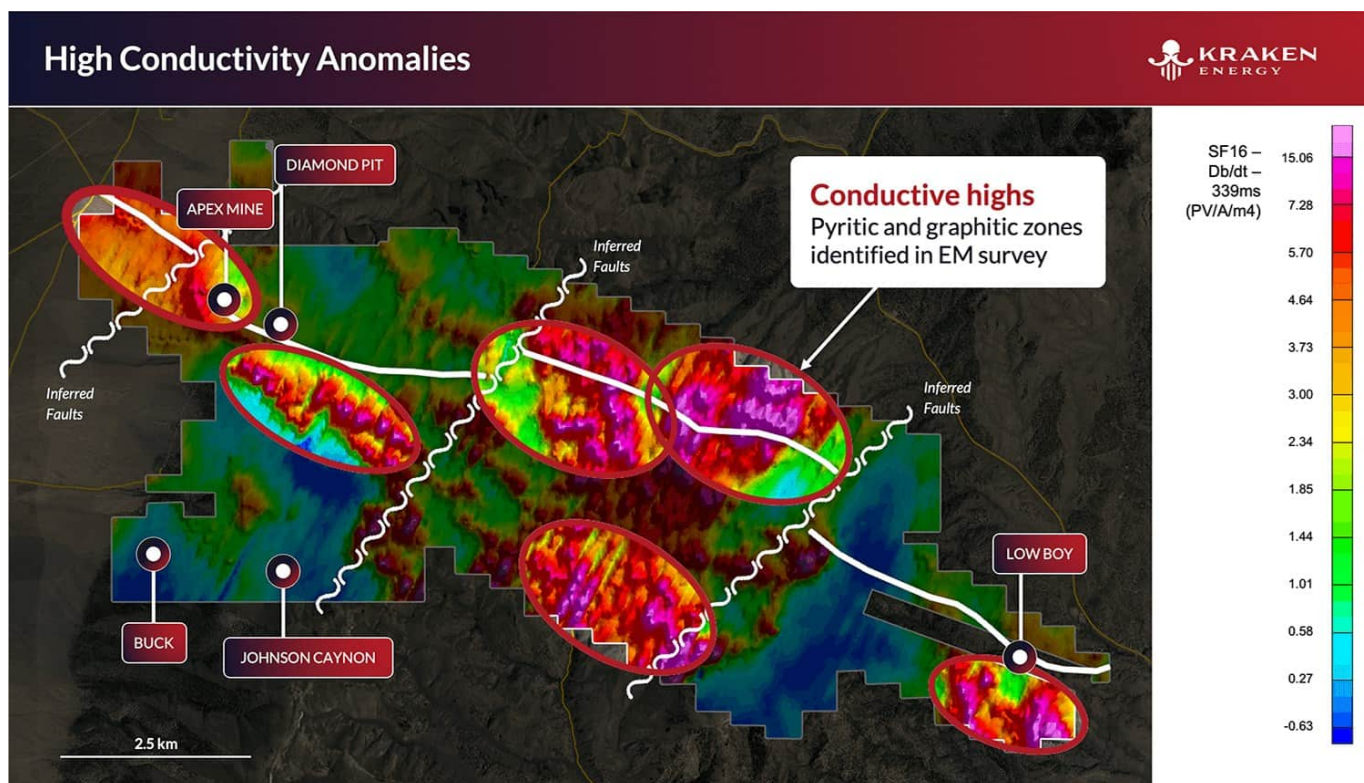 High Conductivity Anomalies
KRAKEN
ENERGY
DIAMOND PIT
APEX MINE
Inferred
Faults
Conductive highs
Pyritic and graphitic zones
identified in EM survey
Inferred
Faults
Inferred
Faults
LOW BOY
BUCK
JOHNSON CAYNON
2.5 km
SF16 –
Db/dt –
339ms
(PV/A/m4)
15.06
7.28
5.70
4.64
3.73
3.00
2.34
1.85
1.44
1.01
0.58
0.27
-0.63